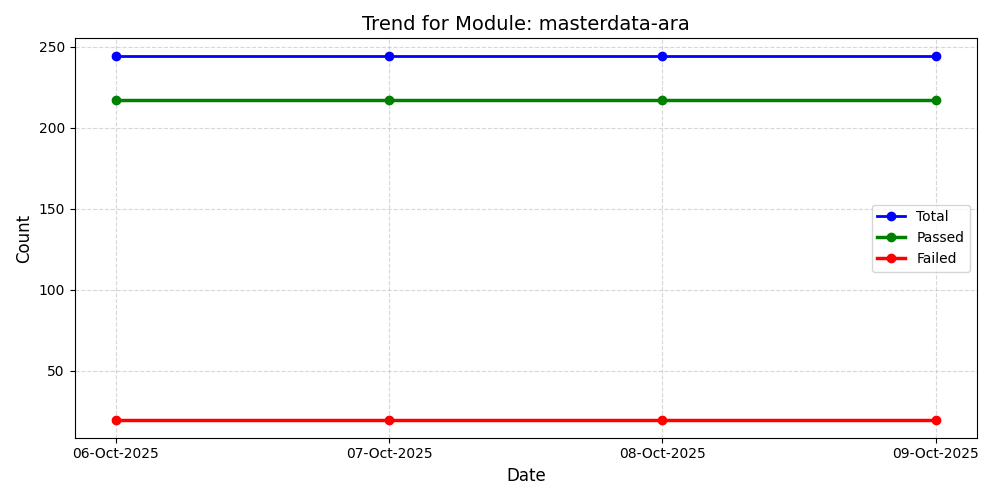 Trend for Module: masterdata-ara
250
200
150
100
50
Count
Total
Passed
Failed
06-Oct-2025
07-Oct-2025
08-Oct-2025
09-Oct-2025
Date